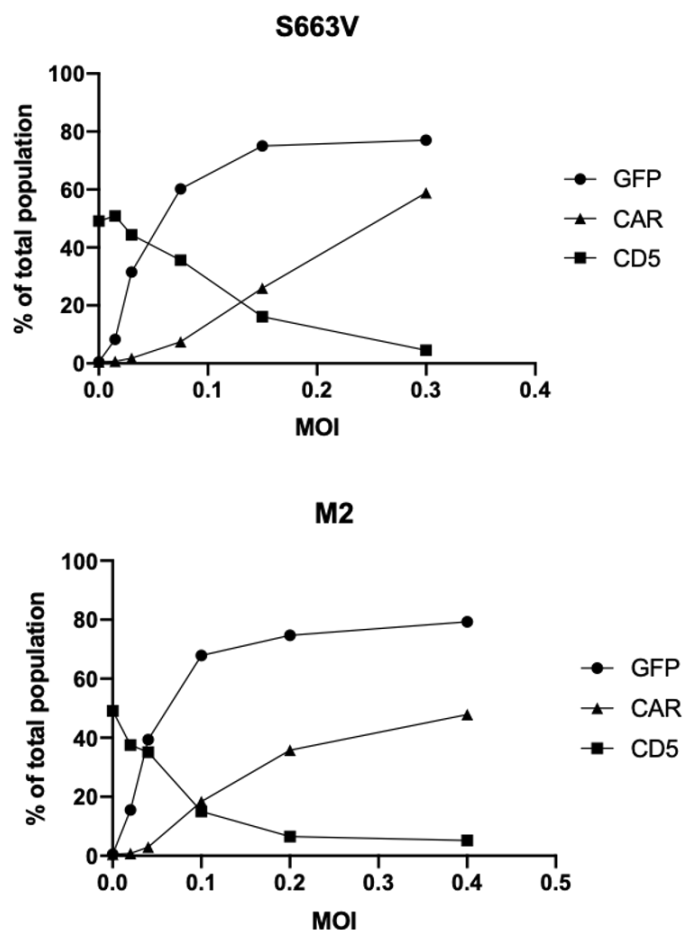 S663V
% of total population
100
80
60
40
20
0
0.0 0.1 0.2 0.3 0.4
MOI
GFP
CAR
CD5
M2
% of total population
100
80
60
40
20
0
0.0 0.1 0.2 0.3 0.4 0.5
MOI
GFP
CAR
CD5